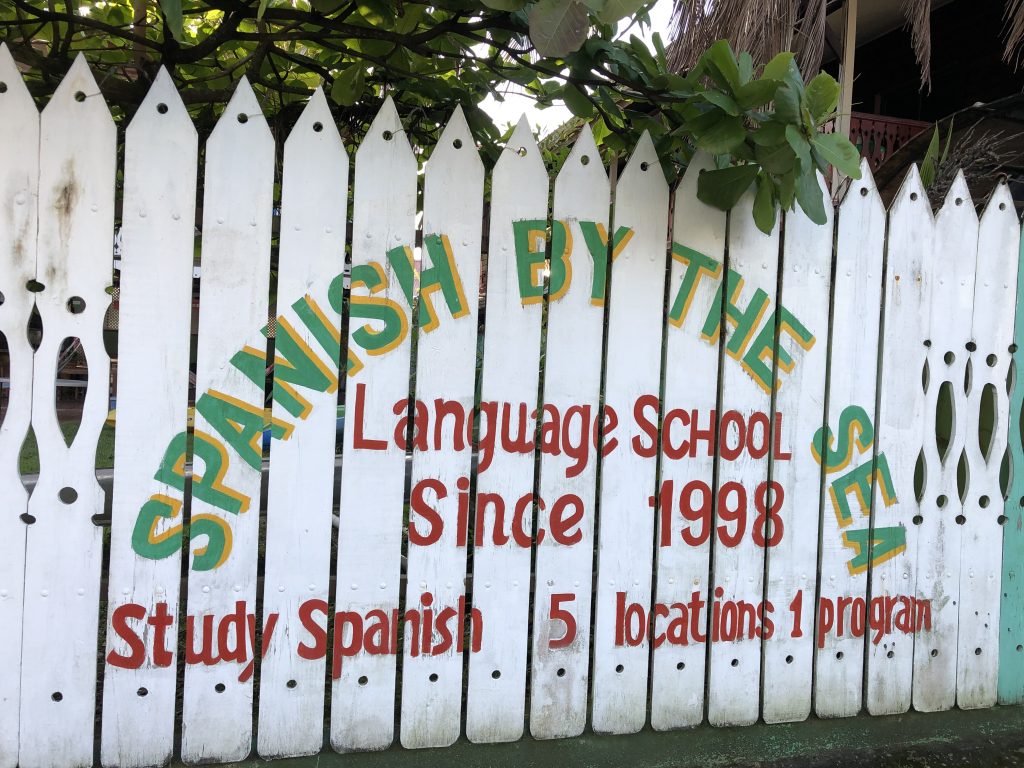 SPANISH BY THE SEA
Language SCHOOL
Since 1998
Study Spanish 5 locations 1 program